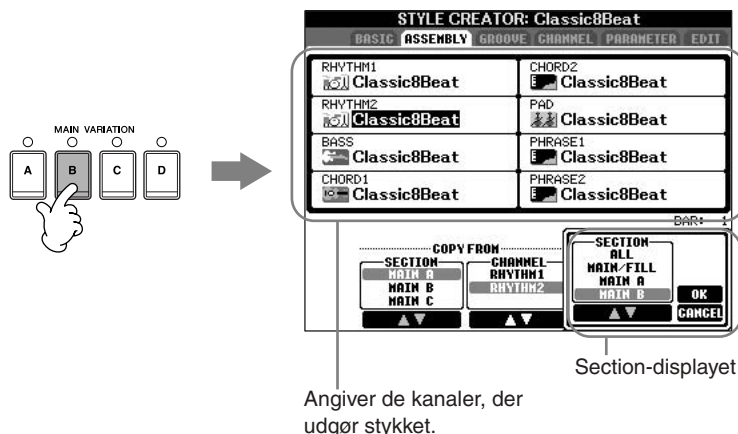 STYLE CREATOR: Classic8Beat
BASIC ASSEMBLY GROOVE CHANNEL PARAMETER EDIT
RHYTHM1
Classic8Beat
CHORD2
Classic8Beat
RHYTHM2
Classic8Beat
PAD
Classic8Beat
BASS
Classic8Beat
PHRASE1
Classic8Beat
CHORD1
Classic8Beat
PHRASE2
Classic8Beat
MAIN VARIATION
A B C D
BAR: 1
COPY FROM
SECTION
MAIN A
MAIN B
MAIN C
CHANNEL
RHYTHM1
RHYTHM2
SECTION
ALL
MAIN/FILL
MAIN A
MAIN B
OK
CANCEL
Section-displayet
Angiver de kanaler, der
udgør stykket.